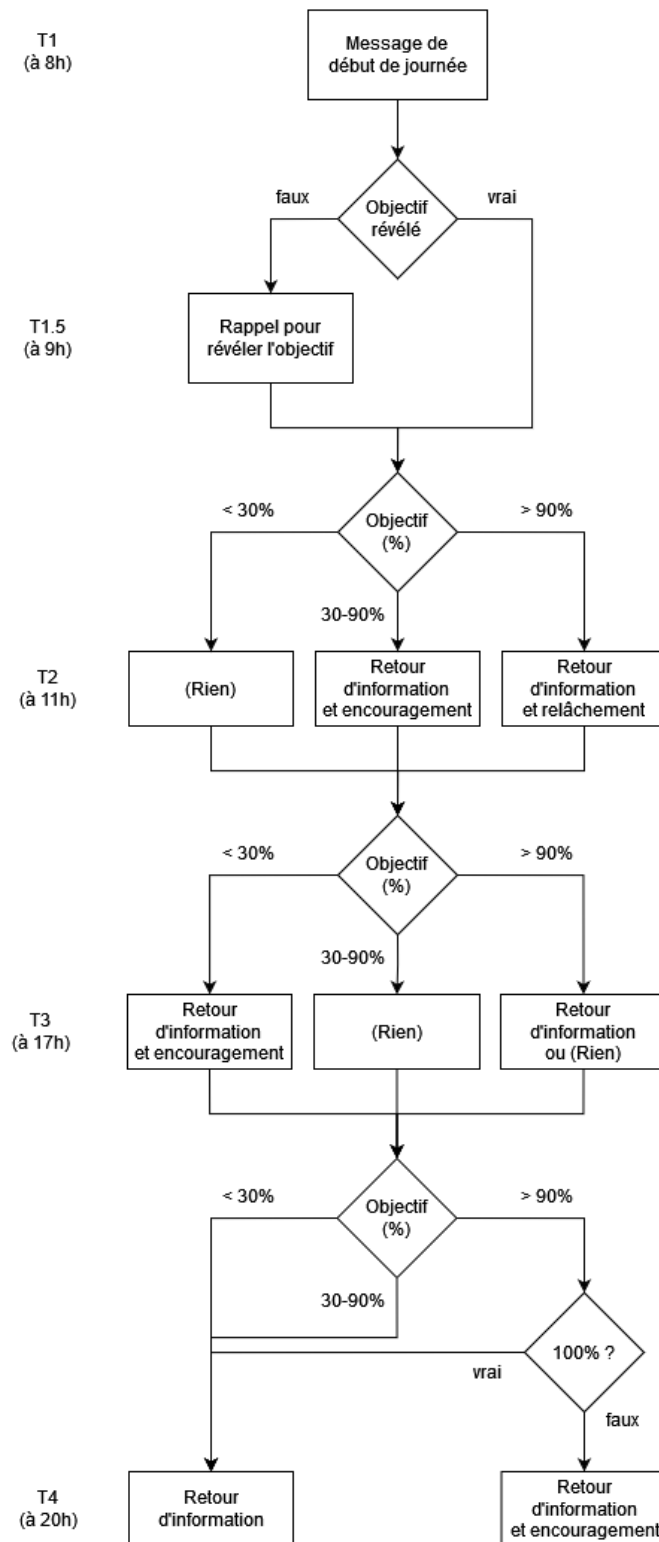 T1
(à 8h)
Message de
début de journée
faux
vrai
Objectif
révélé
T1.5
(à 9h)
Rappel pour
révéler l'objectif
< 30%
> 90%
Objectif
(%)
30-90%
T2
(à 11h)
(Rien)
Retour
d'information
et encouragement
Retour
d'information
et relâchement
< 30%
> 90%
Objectif
(%)
30-90%
T3
(à 17h)
Retour
d'information
et encouragement
(Rien)
Retour
d'information
ou (Rien)
< 30%
> 90%
Objectif
(%)
30-90%
100% ?
vrai
faux
T4
(à 20h)
Retour
d'information
Retour
d'information
et encouragement